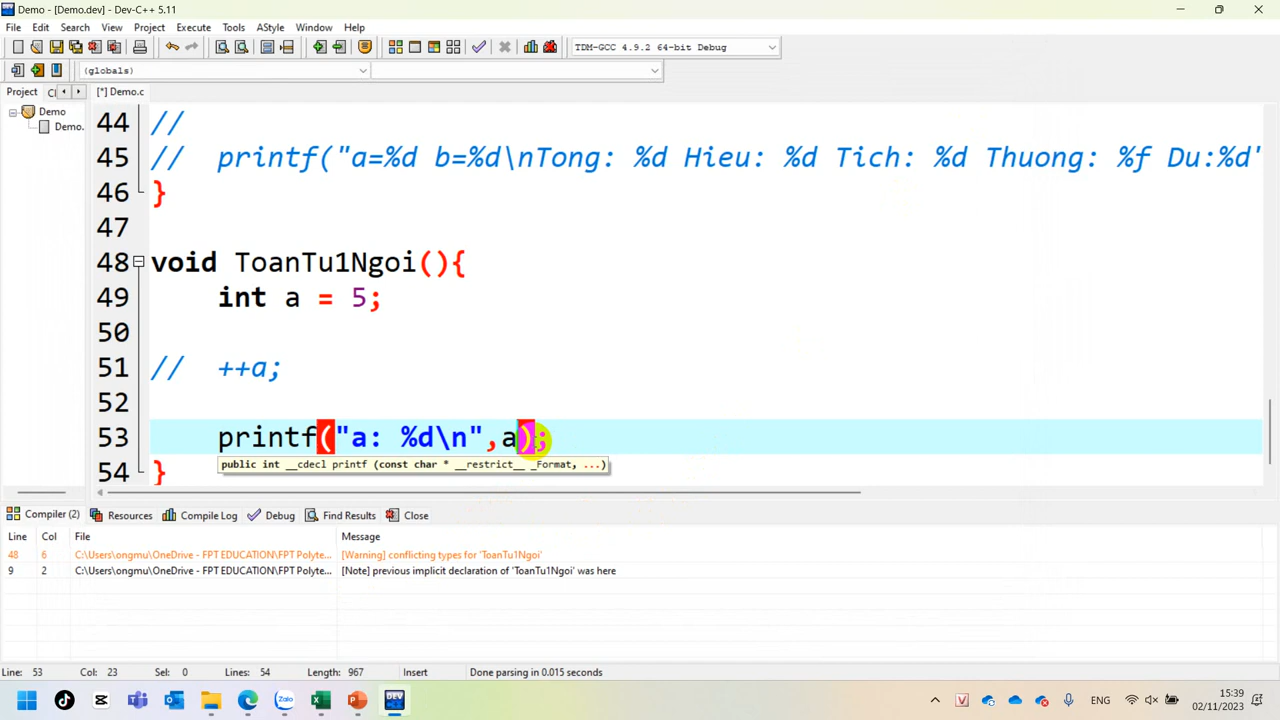 Demo - [Demo.dev] - Dev-C++ 5.11
File Edit Search View Project Execute Tools AStyle Window Help
TDM-GCC 4.9.2 64-bit Debug
(globals)
Project [*] Demo.c
Demo
Demo.
44 //
45 // printf("a=%d b=%d\nTong: %d Hieu: %d Tich: %d Thuong: %f Du:%d"
46 }
47
48 void ToanTu1Ngoi(){
49 int a = 5;
50
51 // ++a;
52
53 printf("a: %d\n",a);
public int __cdecl printf (const char * __restrict__ _Format, ...)
54 }
Compiler (2) Resources Compile Log Debug Find Results Close
Line Col File Message
48 6 C:\Users\ongmu\OneDrive - FPT EDUCATION\FPT Polyte... [Warning] conflicting types for 'ToanTu1Ngoi'
9 2 C:\Users\ongmu\OneDrive - FPT EDUCATION\FPT Polyte... [Note] previous implicit declaration of 'ToanTu1Ngoi' was here
Line: 53 Col: 23 Sel: 0 Lines: 54 Length: 967 Insert Done parsing in 0.015 seconds
Zalo DEV V ENG 15:39
02/11/2023